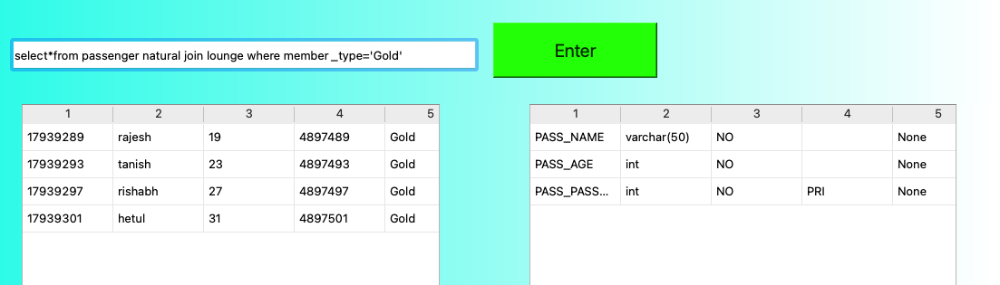 select*from passenger natural join lounge where member_type='Gold'
Enter
1 2 3 4 5
17939289 rajesh 19 4897489 Gold
17939293 tanish 23 4897493 Gold
17939297 rishabh 27 4897497 Gold
17939301 hetul 31 4897501 Gold
1 2 3 4 5
PASS_NAME varchar(50) NO None
PASS_AGE int NO None
PASS_PASS... int NO PRI None